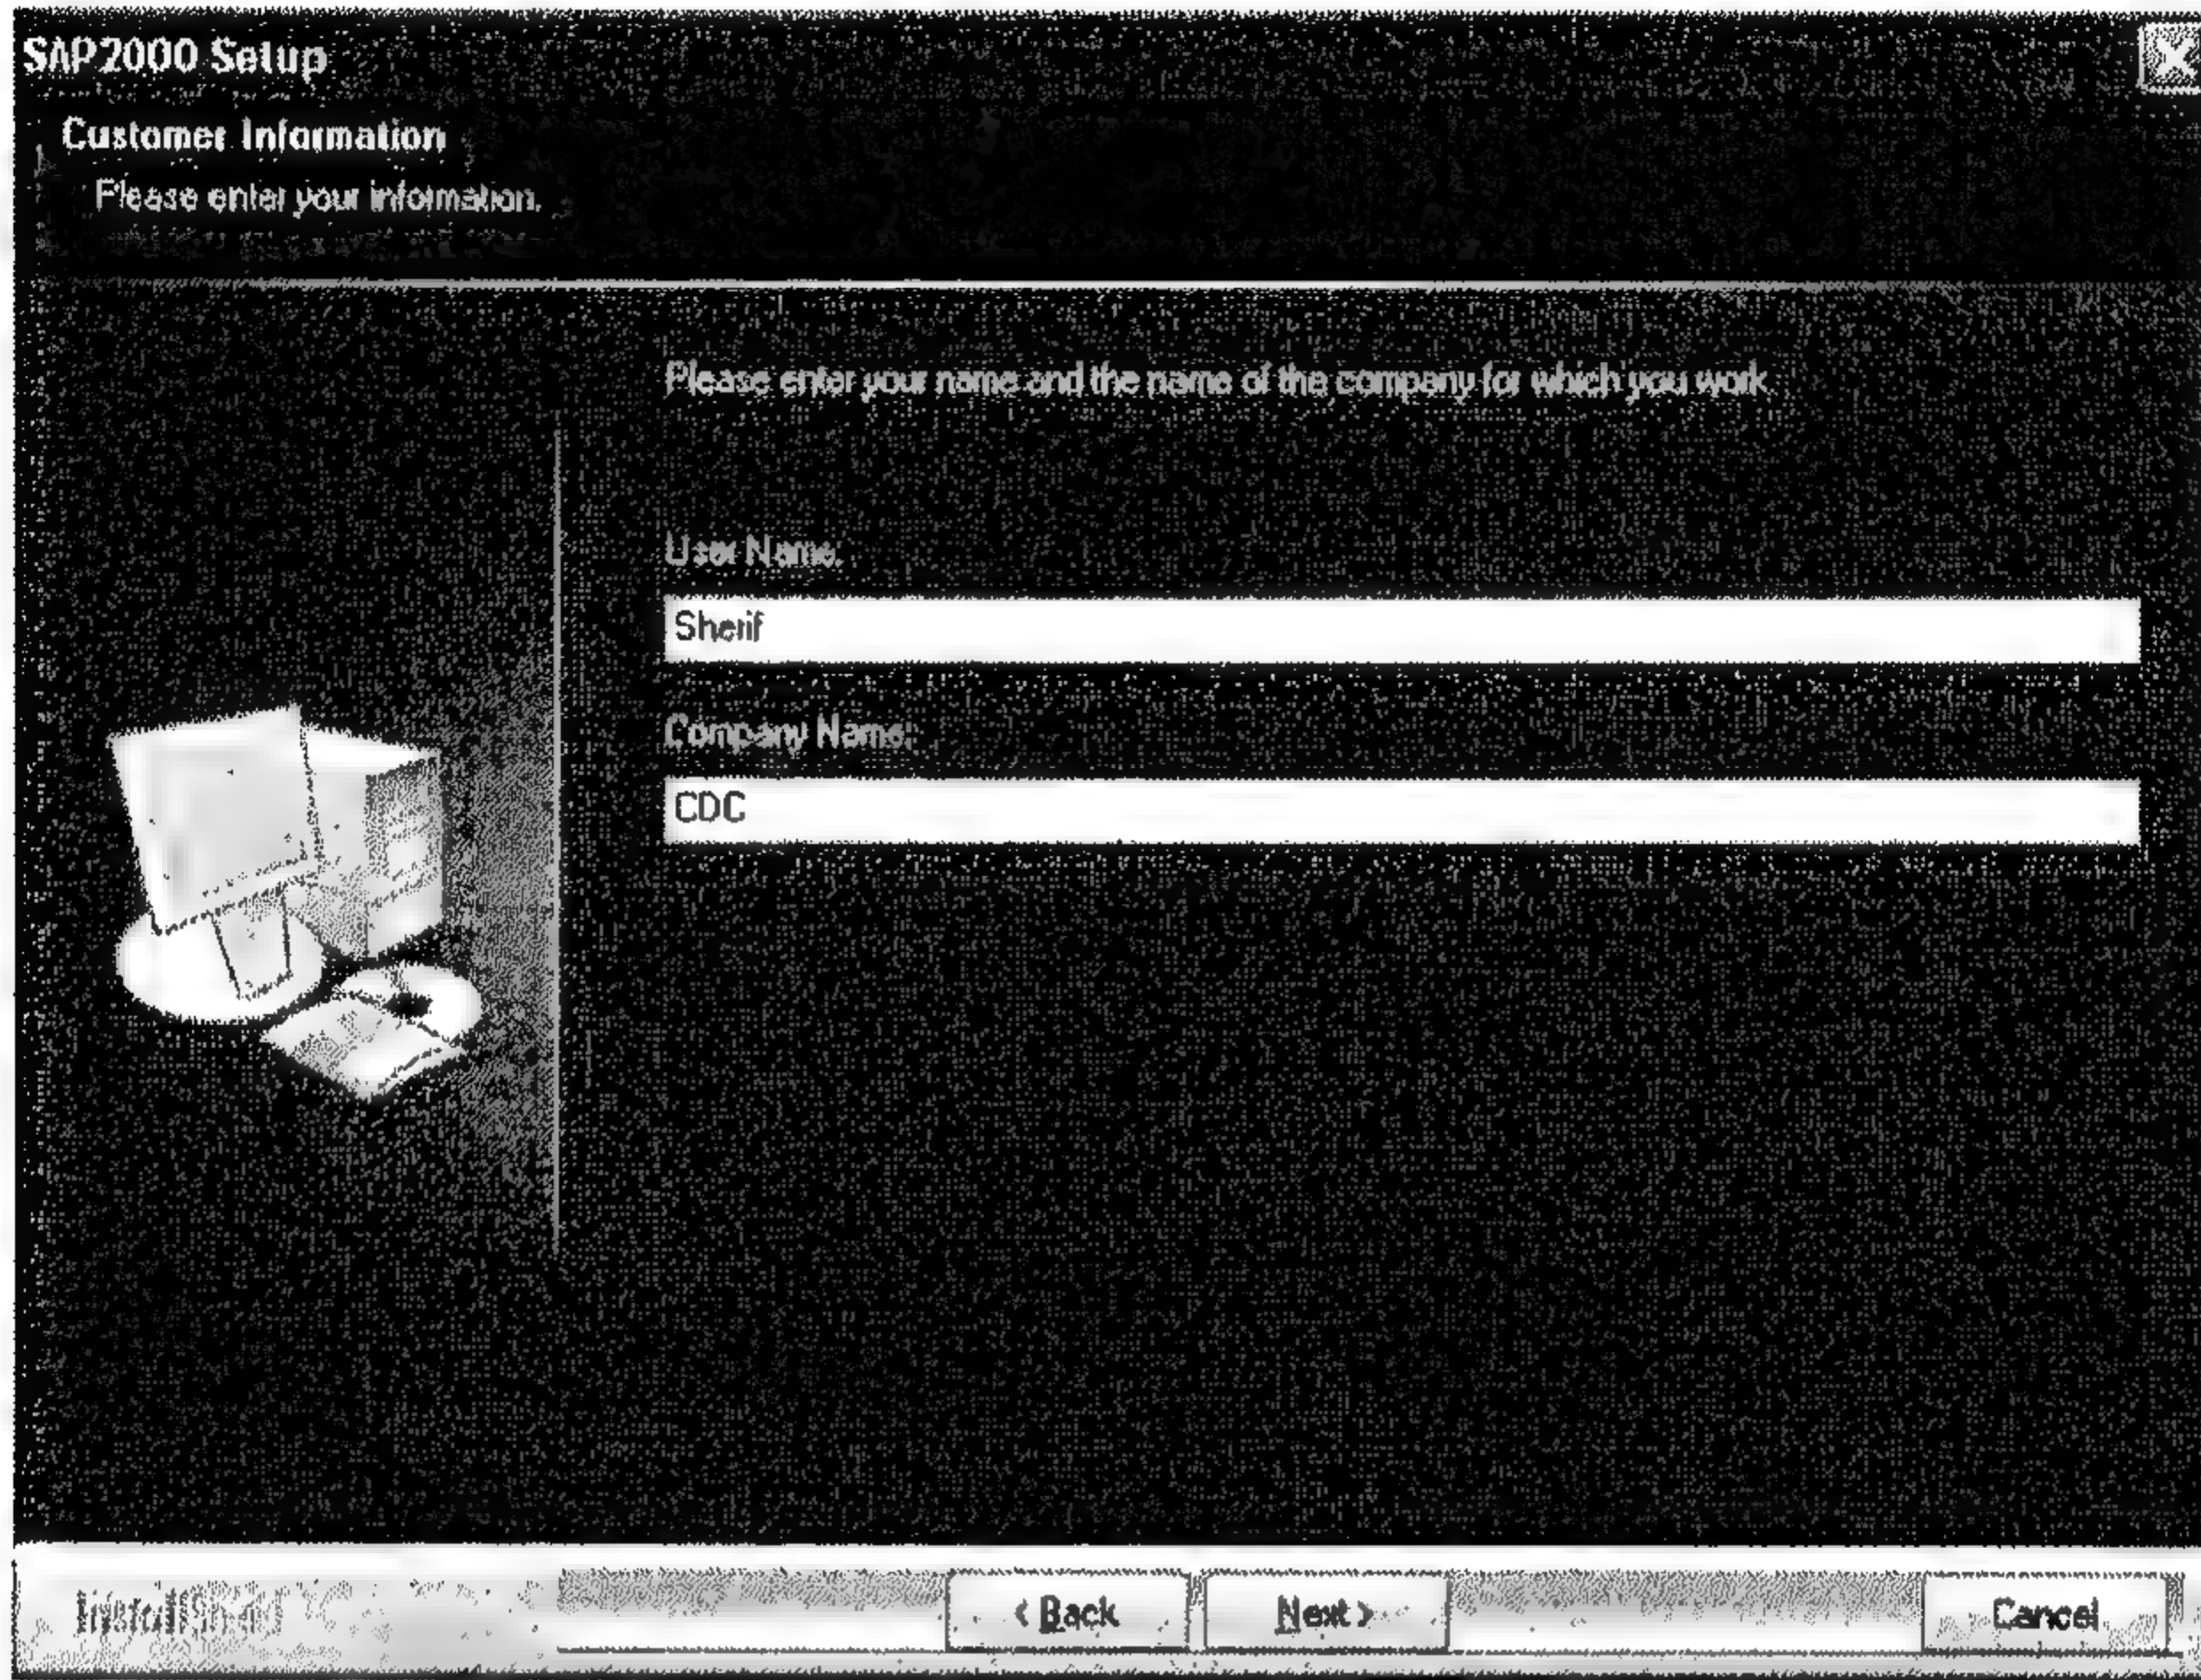 SAP2000 Setup
Customer Information
Please enter your information.
Please enter your name and the name of the company for which you work.
User Name:
Sherif
Company Name:
CDC
InstallShield
< Back
Next >
Cancel